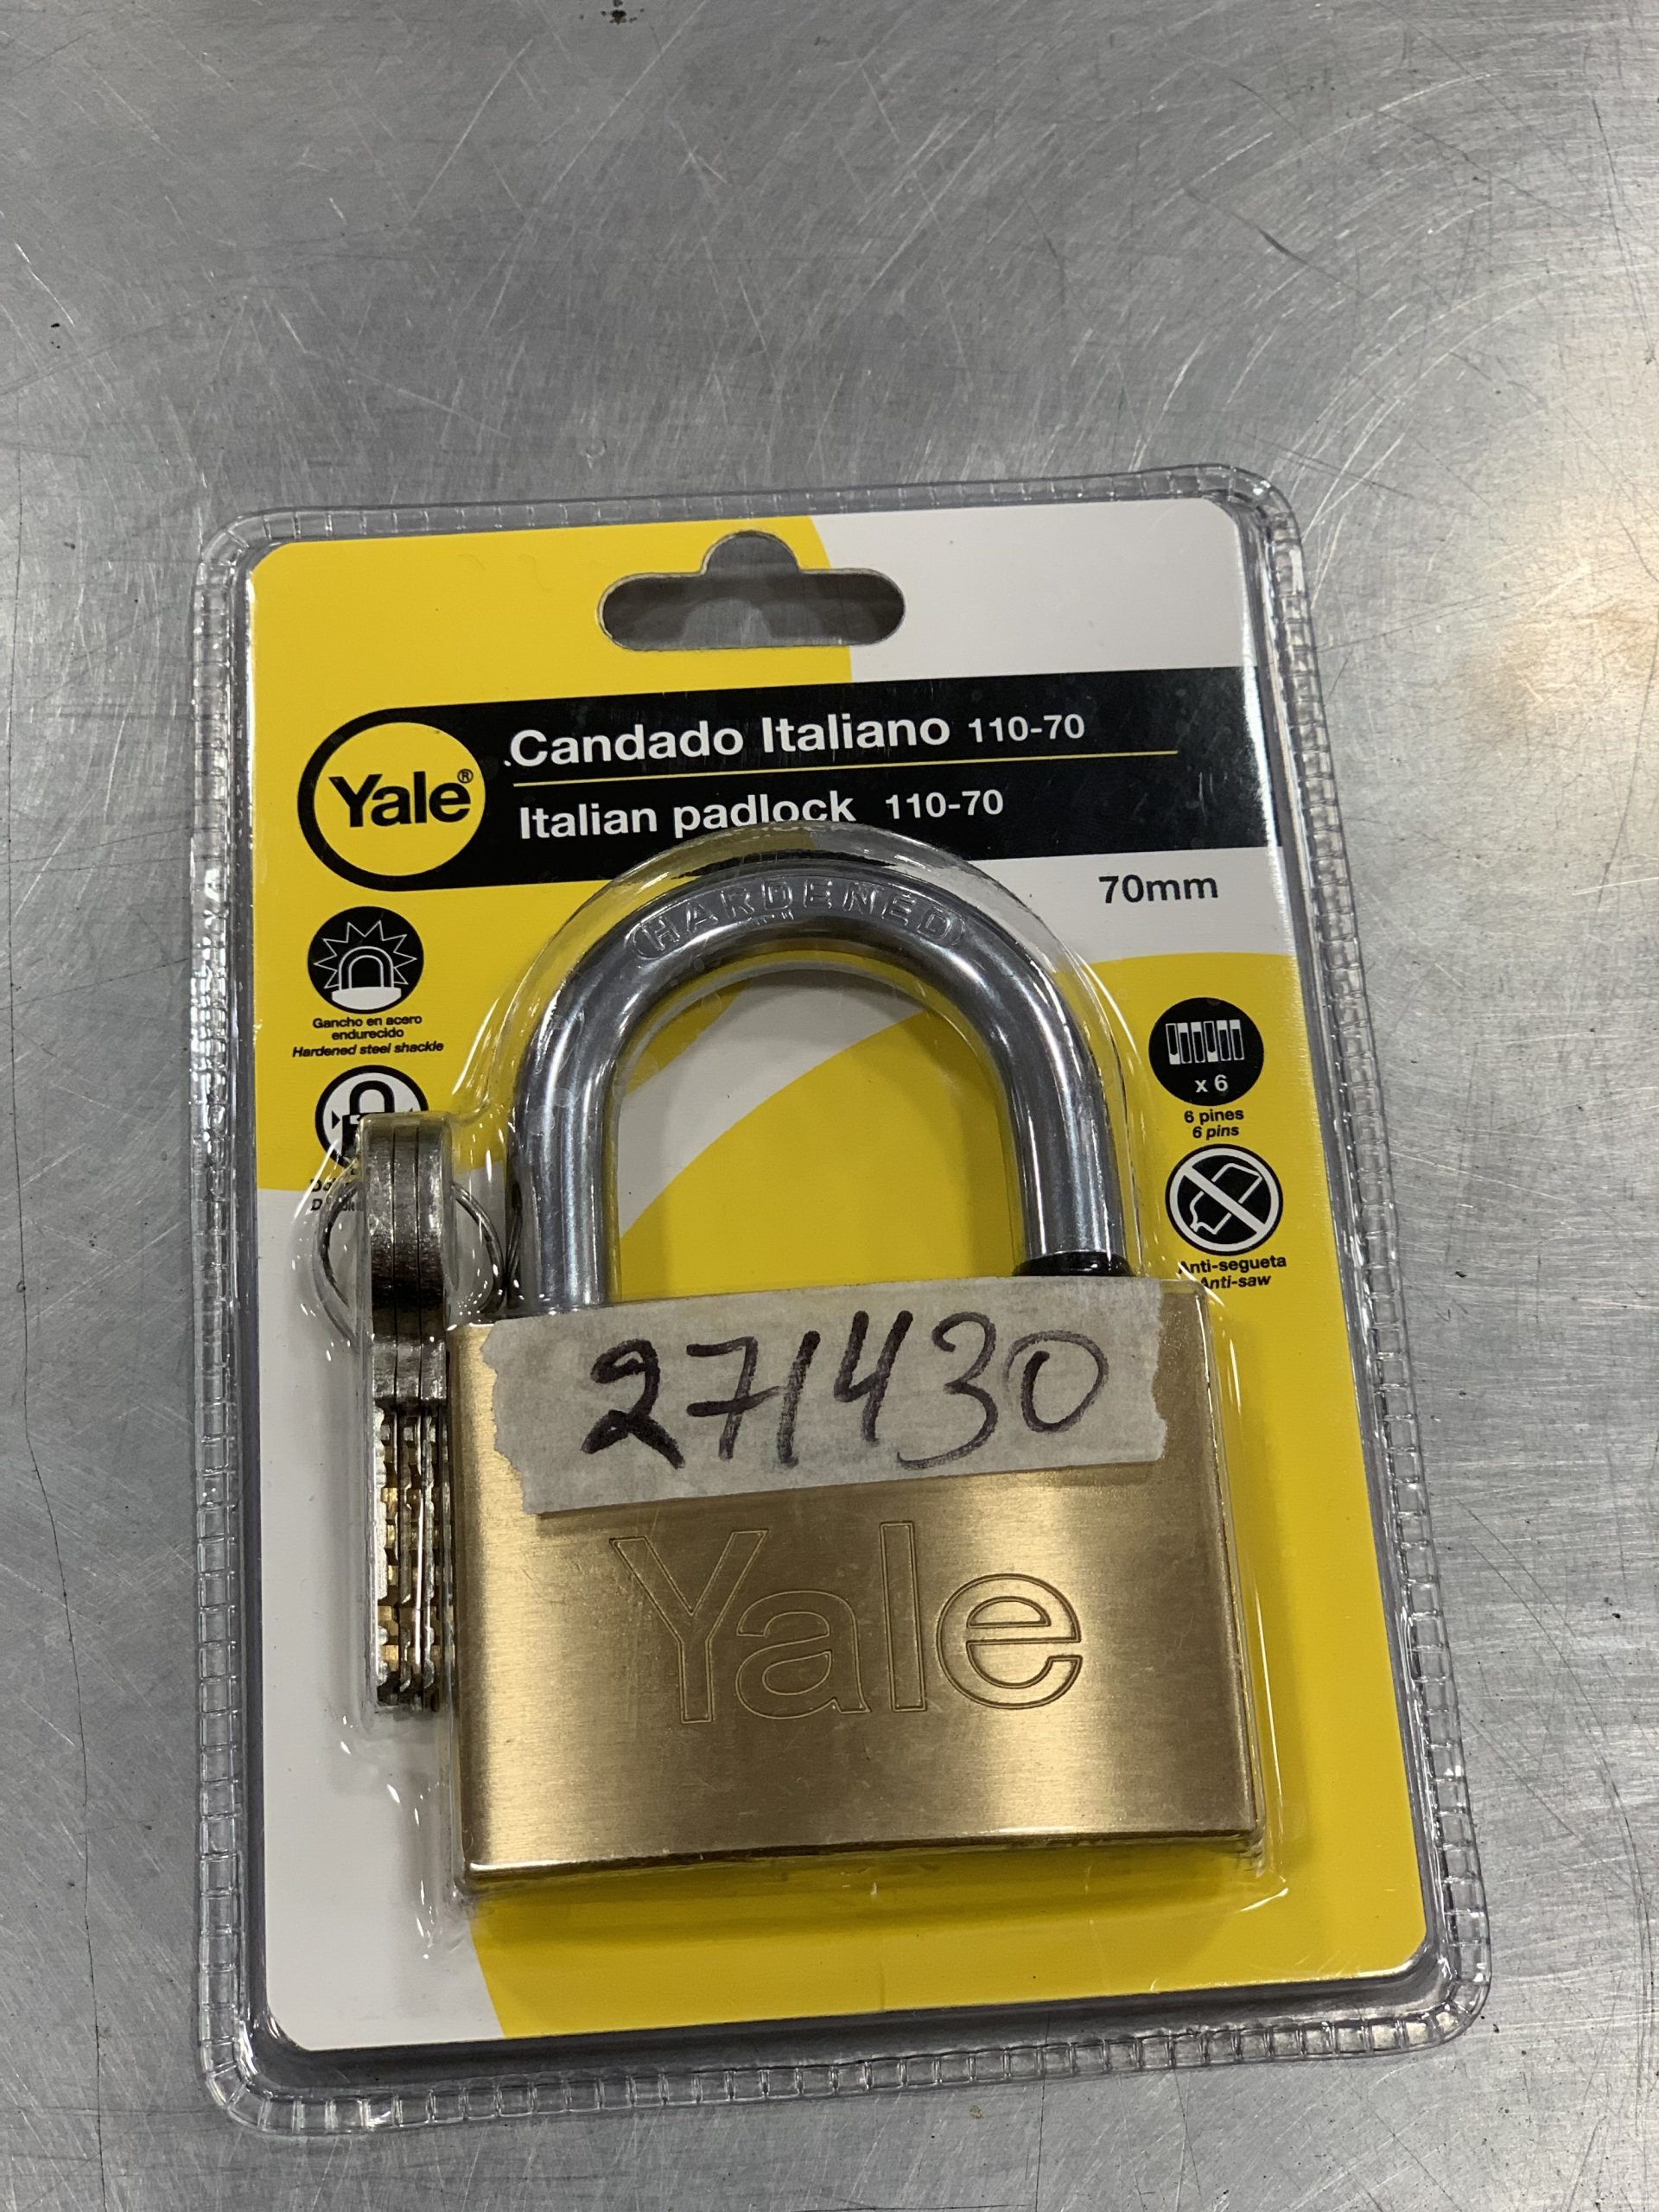 Yale®
Candado Italiano 110-70
Italian padlock 110-70
70mm
HARDENED
Gancho en acero
endurecido
Hardened steel shackle
x 6
6 pines
6 pins
Anti-segueta
Anti-saw
271430
Yale